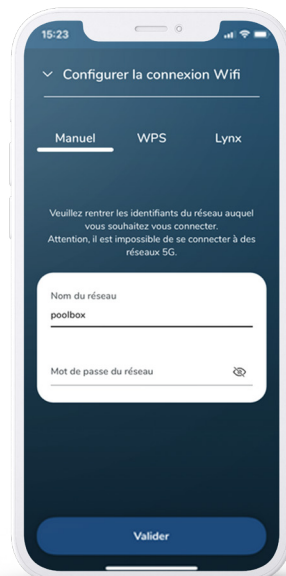 15:23
Configurer la connexion Wifi
Manuel WPS Lynx
Veuillez rentrer les identifiants du réseau auquel
vous souhaitez vous connecter.
Attention, il est impossible de se connecter à des
réseaux 5G.
Nom du réseau
poolbox
Mot de passe du réseau
Valider